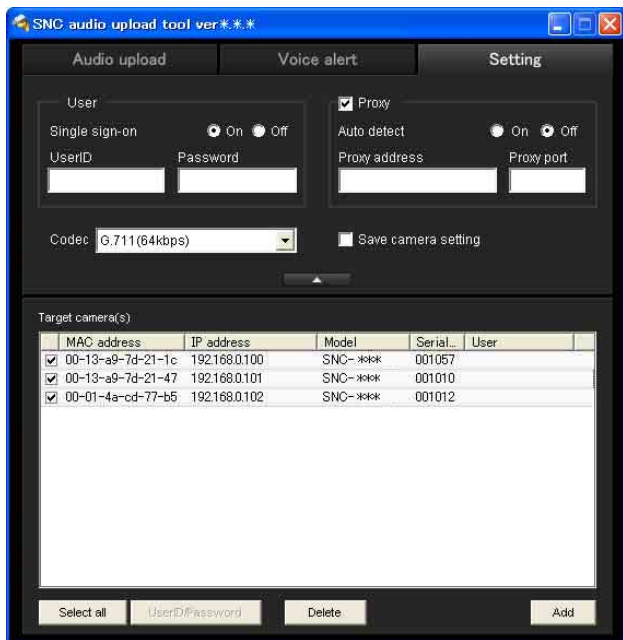 SNC audio upload tool ver*.*.*
Audio upload Voice alert Setting
User
Single sign-on On Off
UserID Password
Proxy
Auto detect On Off
Proxy address Proxy port
Codec G.711(64kbps)
Save camera setting
Target camera(s)
MAC address IP address Model Serial... User
00-13-a9-7d-21-1c 192.168.0.100 SNC-*** 001057
00-13-a9-7d-21-47 192.168.0.101 SNC-*** 001010
00-01-4a-cd-77-b5 192.168.0.102 SNC-*** 001012
Select all UserID/Password Delete Add